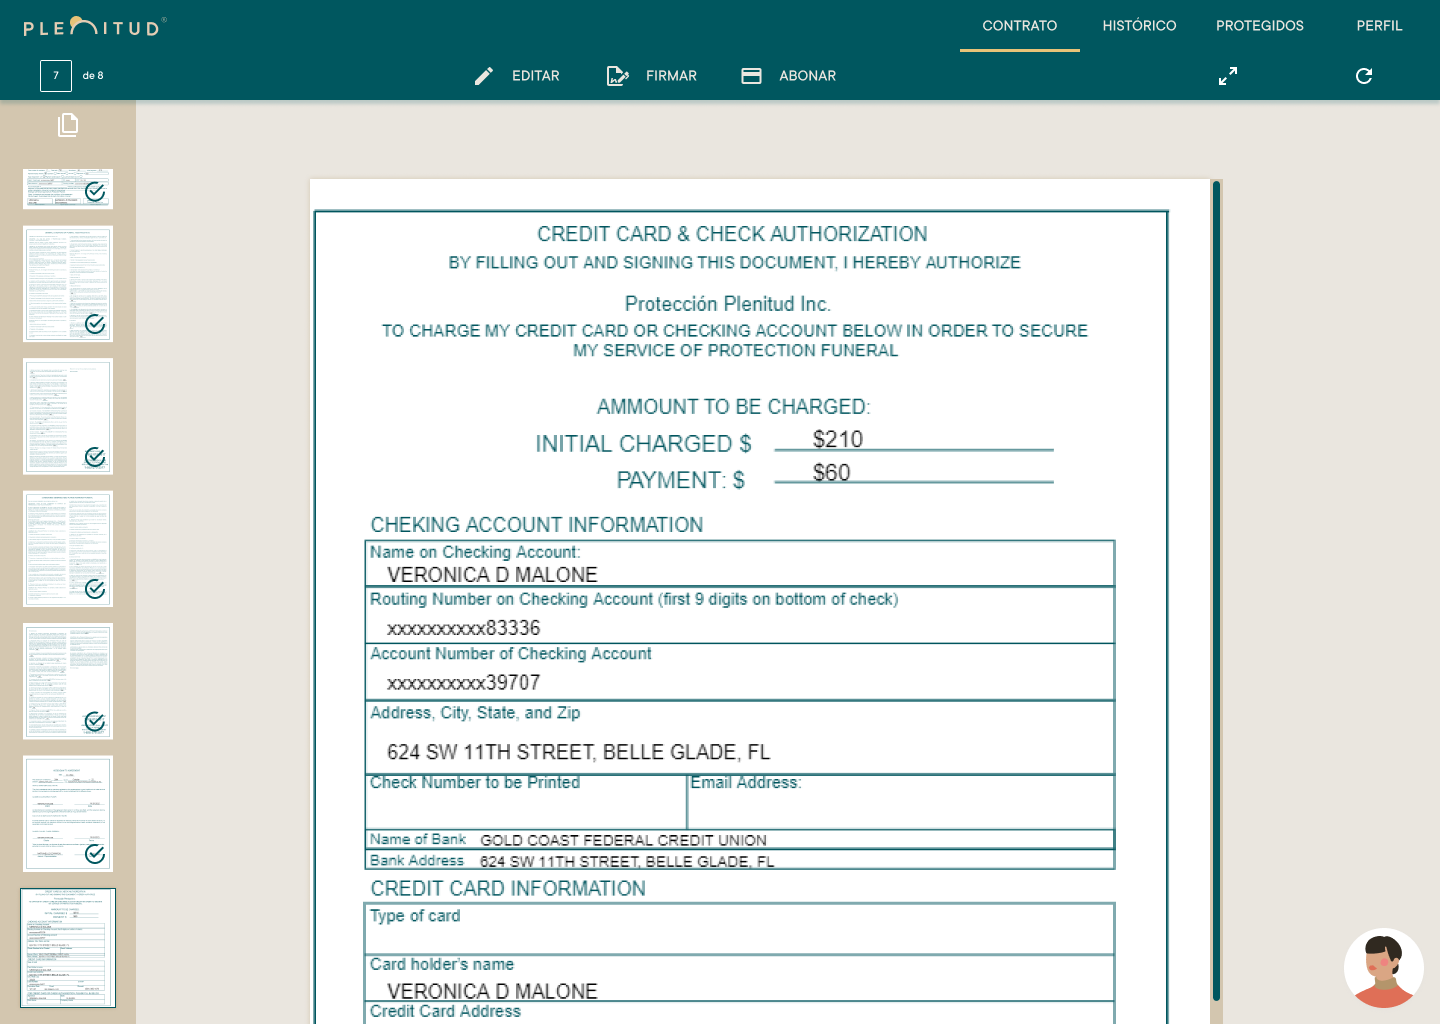 PLENITUD®
CONTRATO
HISTÓRICO
PROTEGIDOS
PERFIL
7 de 8
EDITAR
FIRMAR
ABONAR
CREDIT CARD & CHECK AUTHORIZATION
BY FILLING OUT AND SIGNING THIS DOCUMENT, I HEREBY AUTHORIZE
Protección Plenitud Inc.
TO CHARGE MY CREDIT CARD OR CHECKING ACCOUNT BELOW IN ORDER TO SECURE
MY SERVICE OF PROTECTION FUNERAL
AMMOUNT TO BE CHARGED:
INITIAL CHARGED $ $210
PAYMENT: $ $60
CHEKING ACCOUNT INFORMATION
Name on Checking Account:
VERONICA D MALONE
Routing Number on Checking Account (first 9 digits on bottom of check)
xxxxxxxxxx83336
Account Number of Checking Account
xxxxxxxxxx39707
Address, City, State, and Zip
624 SW 11TH STREET, BELLE GLADE, FL
Check Number to be Printed
Email Address:
Name of Bank GOLD COAST FEDERAL CREDIT UNION
Bank Address 624 SW 11TH STREET, BELLE GLADE, FL
CREDIT CARD INFORMATION
Type of card
Card holder's name
VERONICA D MALONE
Credit Card Address